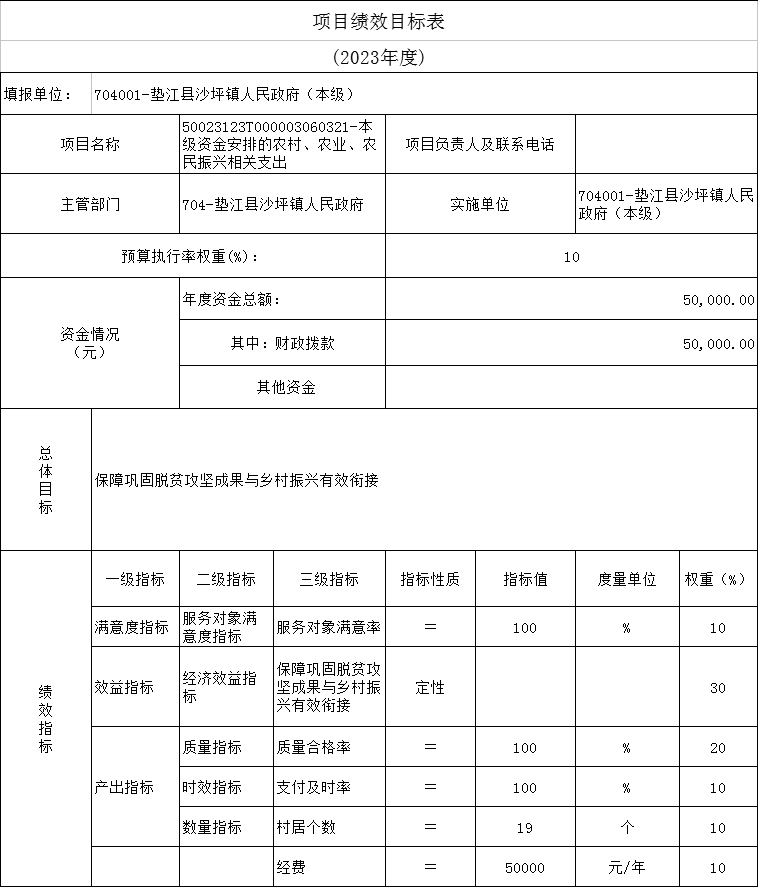 项目绩效目标表
(2023年度)
填报单位： 704001-垫江县沙坪镇人民政府（本级）
项目名称
50023123T000003060321-本
级资金安排的农村、农业、农
民振兴相关支出
项目负责人及联系电话
主管部门
704-垫江县沙坪镇人民政府
实施单位
704001-垫江县沙坪镇人民
政府（本级）
预算执行率权重(%)： 10
资金情况
（元）
年度资金总额： 50,000.00
其中：财政拨款 50,000.00
其他资金
总体目标
保障巩固脱贫攻坚成果与乡村振兴有效衔接
绩效指标
一级指标 二级指标 三级指标 指标性质 指标值 度量单位 权重（%）
满意度指标
服务对象满
意度指标
服务对象满意率 ＝ 100 % 10
效益指标
经济效益指
标
保障巩固脱贫攻
坚成果与乡村振
兴有效衔接
定性 30
产出指标
质量指标 质量合格率 ＝ 100 % 20
时效指标 支付及时率 ＝ 100 % 10
数量指标 村居个数 ＝ 19 个 10
经费 ＝ 50000 元/年 10